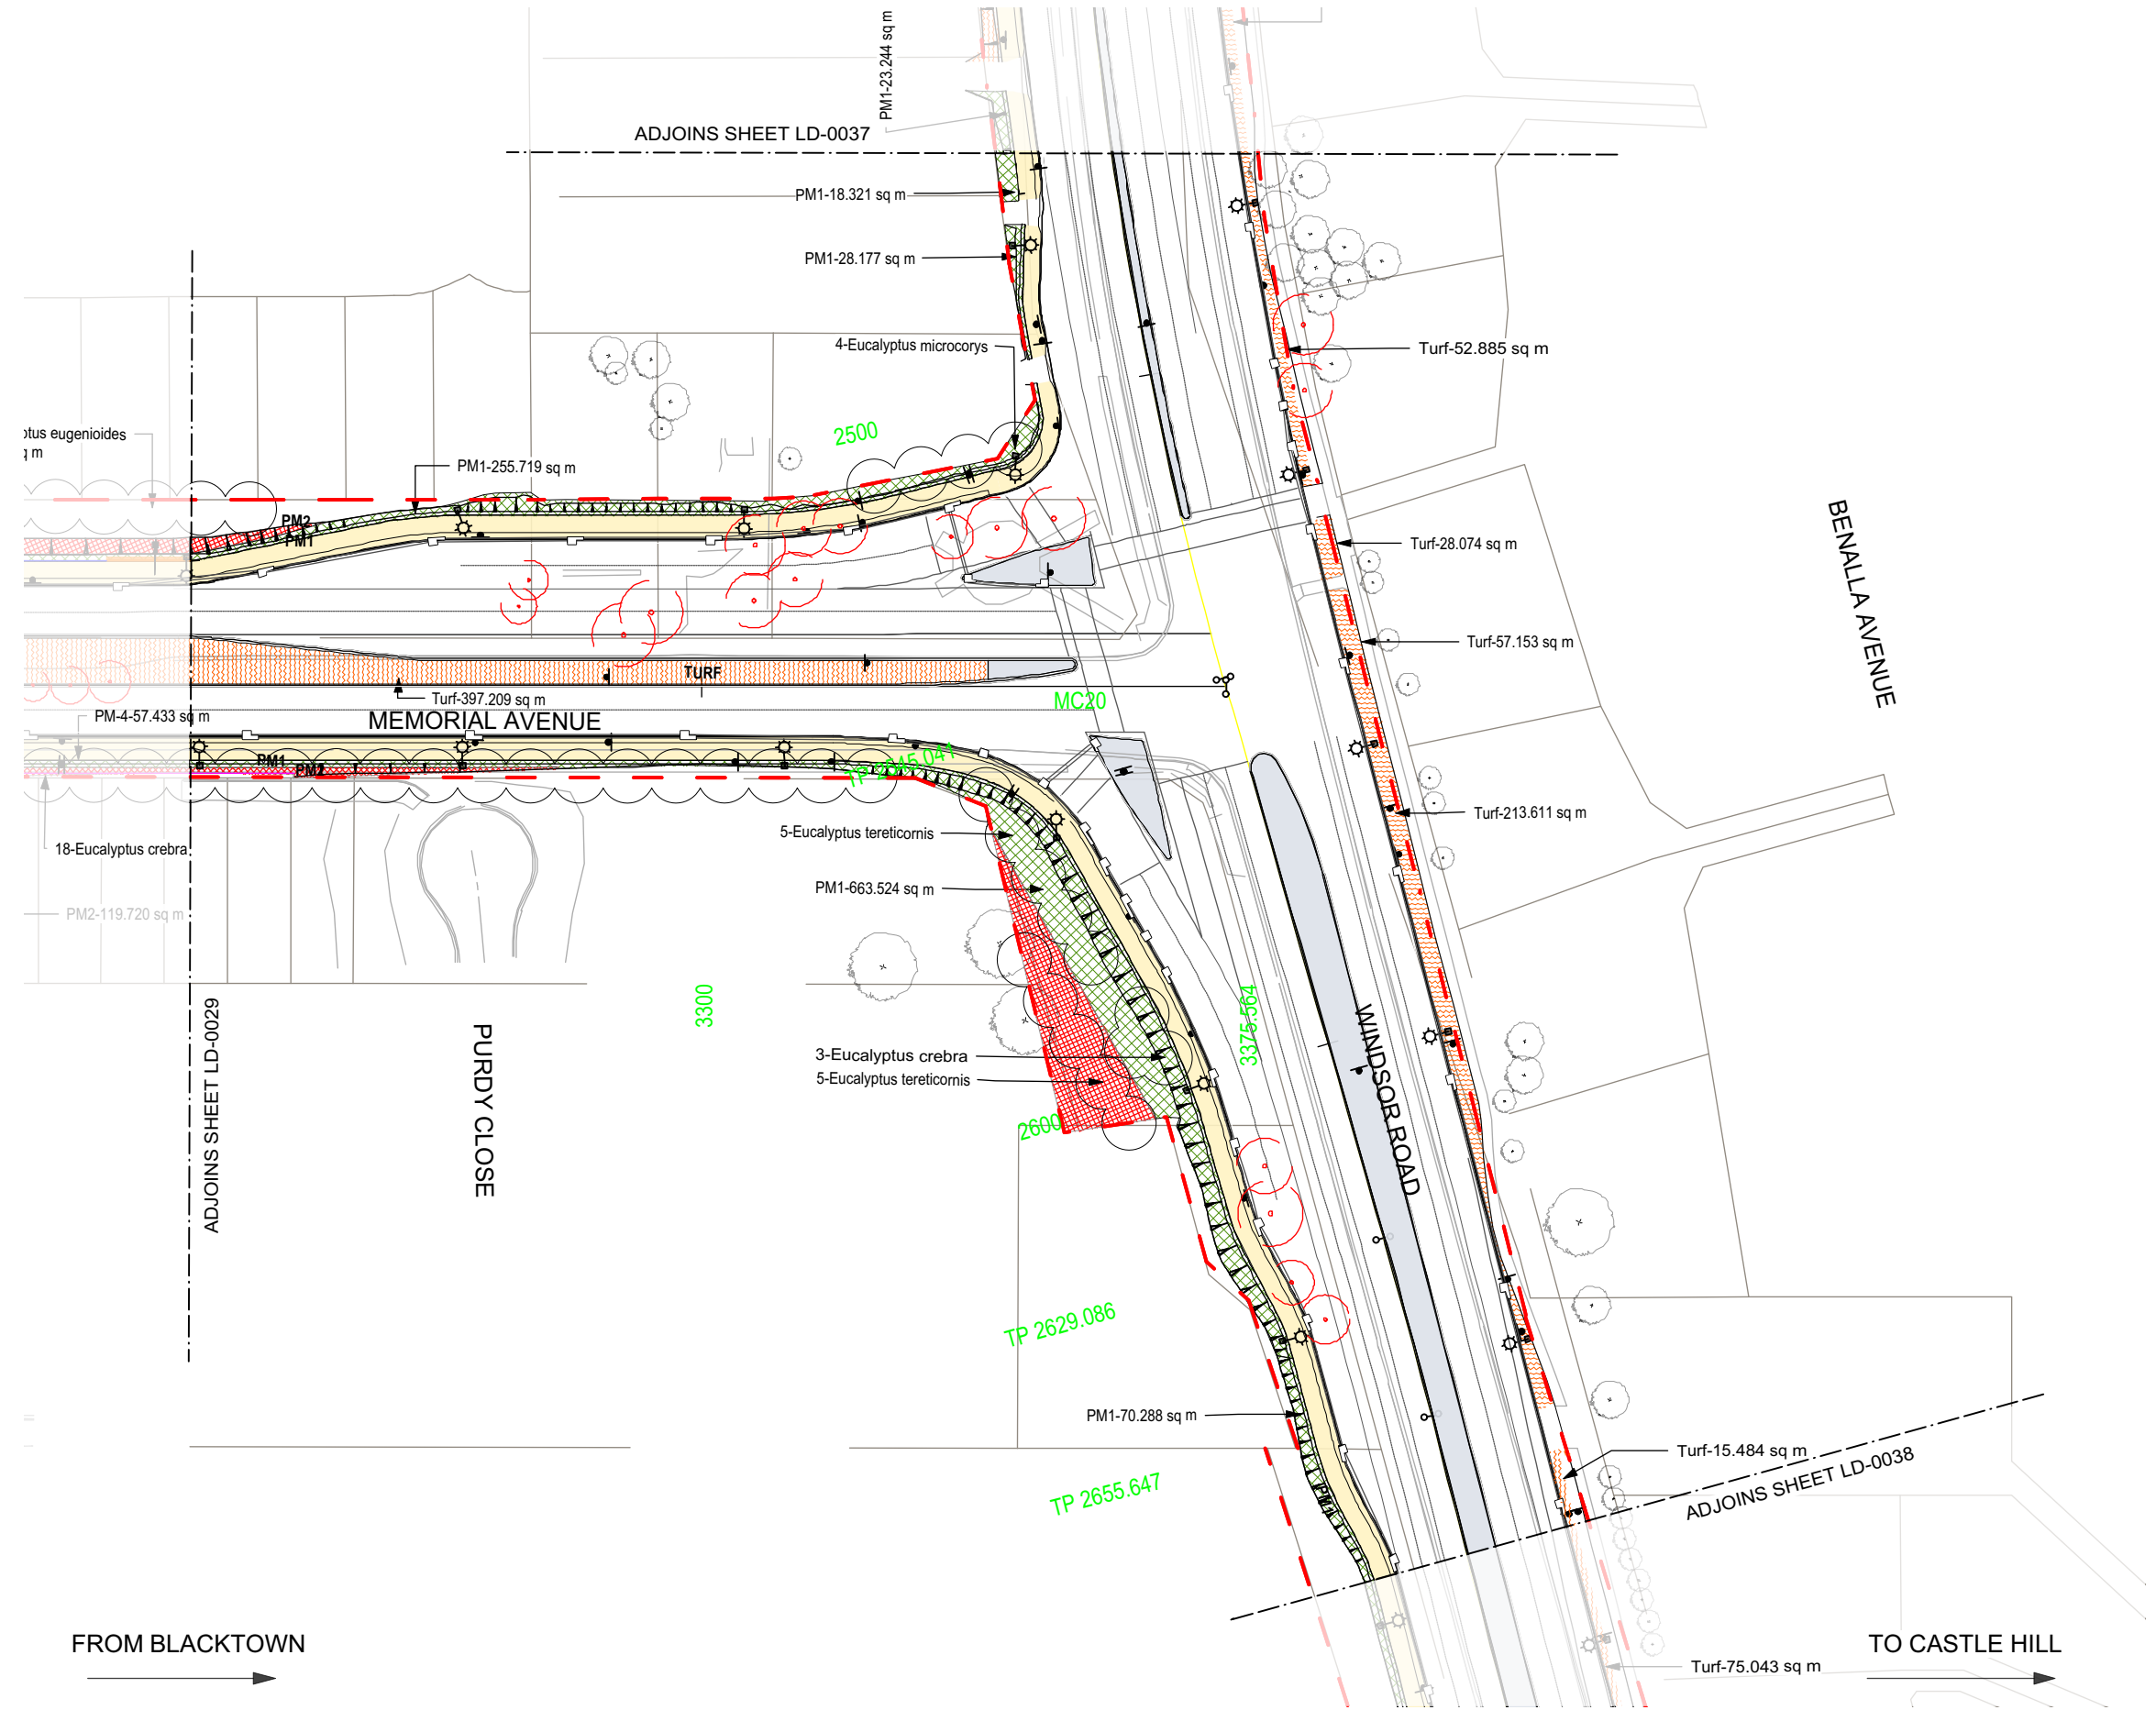 PM1-23.244 sq m
ADJOINS SHEET LD-0037
PM1-18.321 sq m
PM1-28.177 sq m
4-Eucalyptus microcorys
Turf-52.885 sq m
2500
eugenioides
q m
PM1-255.719 sq m
PM2
PM1
Turf-28.074 sq m
BENALLA AVENUE
Turf-57.153 sq m
TURF
Turf-397.209 sq m
MC20
PM-4-57.433 sq m
MEMORIAL AVENUE
PM1
PM2
TP 2545.041
Turf-213.611 sq m
5-Eucalyptus tereticornis
18-Eucalyptus crebra
PM1-663.524 sq m
PM2-119.720 sq m
ADJOINS SHEET LD-0029
PURDY CLOSE
3300
3375.564
WINDSOR ROAD
3-Eucalyptus crebra
5-Eucalyptus tereticornis
2600
TP 2629.086
PM1-70.288 sq m
Turf-15.484 sq m
ADJOINS SHEET LD-0038
TP 2655.647
PM1
FROM BLACKTOWN
TO CASTLE HILL
Turf-75.043 sq m